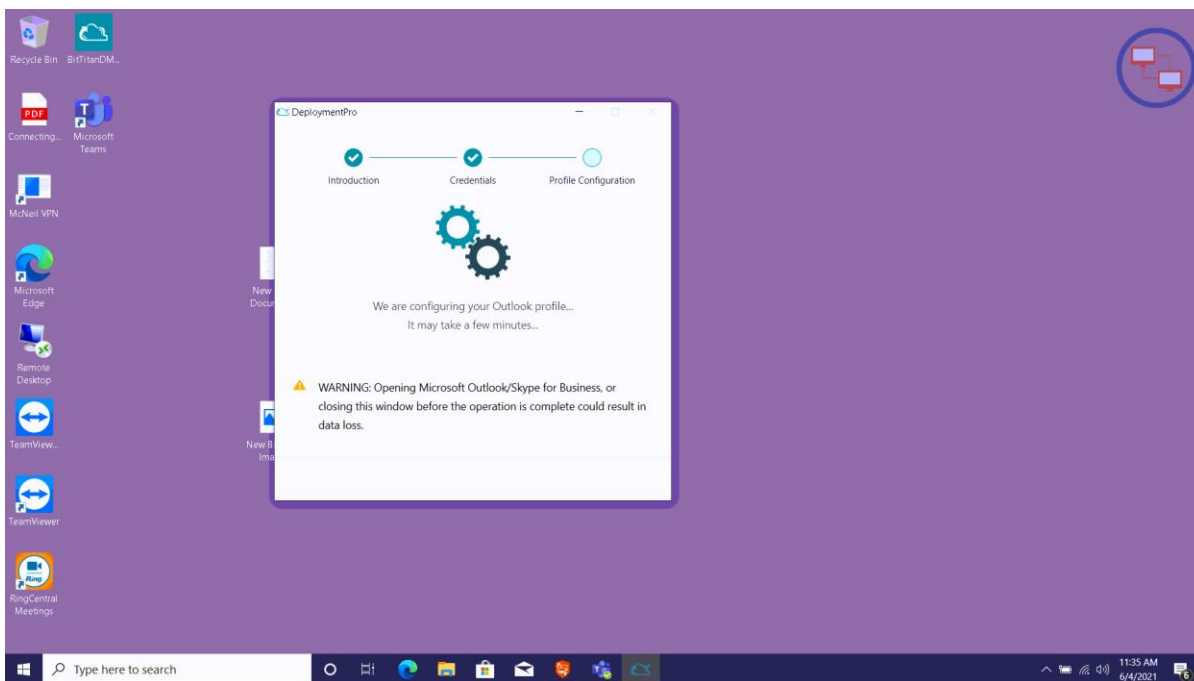 Recycle Bin
BitTitanDM...
PDF
Connecting...
Microsoft
Teams
McNeil VPN
Microsoft
Edge
Remote
Desktop
TeamView...
TeamViewer
Ring
RingCentral
Meetings
New
Docu
New B
Ima
DeploymentPro
Introduction
Credentials
Profile Configuration
We are configuring your Outlook profile...
It may take a few minutes...
WARNING: Opening Microsoft Outlook/Skype for Business, or
closing this window before the operation is complete could result in
data loss.
Type here to search
11:35 AM
6/4/2021
6